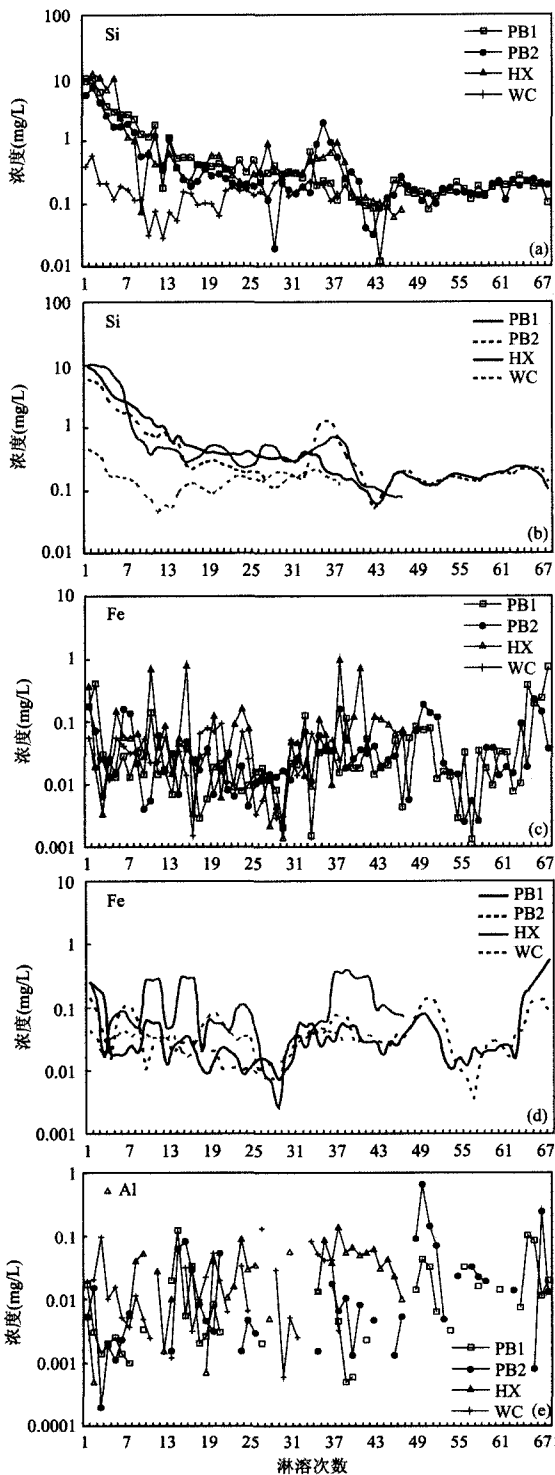 100
Si
PB1
10
PB2
HX
1
WC
浓度(mg/L)
0.1
0.01
(a)
1 7 13 19 25 31 37 43 49 55 61 67
100
Si
PB1
10
PB2
HX
1
WC
浓度(mg/L)
0.1
0.01
(b)
1 7 13 19 25 31 37 43 49 55 61 67
10
Fe
PB1
1
PB2
HX
0.1
WC
浓度(mg/L)
0.01
0.001
(c)
1 7 13 19 25 31 37 43 49 55 61 67
10
Fe
PB1
1
PB2
HX
0.1
WC
浓度(mg/L)
0.01
0.001
(d)
1 7 13 19 25 31 37 43 49 55 61 67
1
Al
0.1
浓度(mg/L)
0.01
PB1
PB2
0.001
HX
WC
0.0001
(e)
1 7 13 19 25 31 37 43 49 55 61 67
淋溶次数